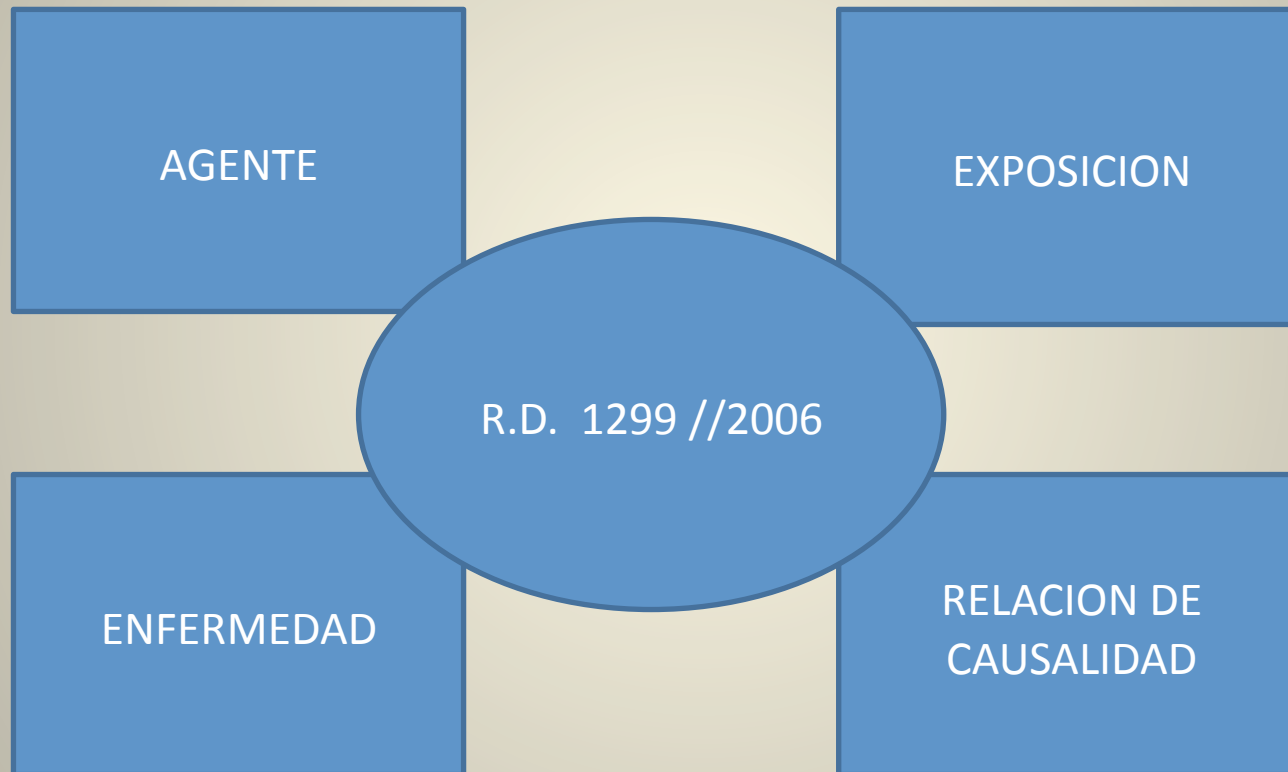 AGENTE
EXPOSICION
R.D. 1299 //2006
ENFERMEDAD
RELACION DE
CAUSALIDAD